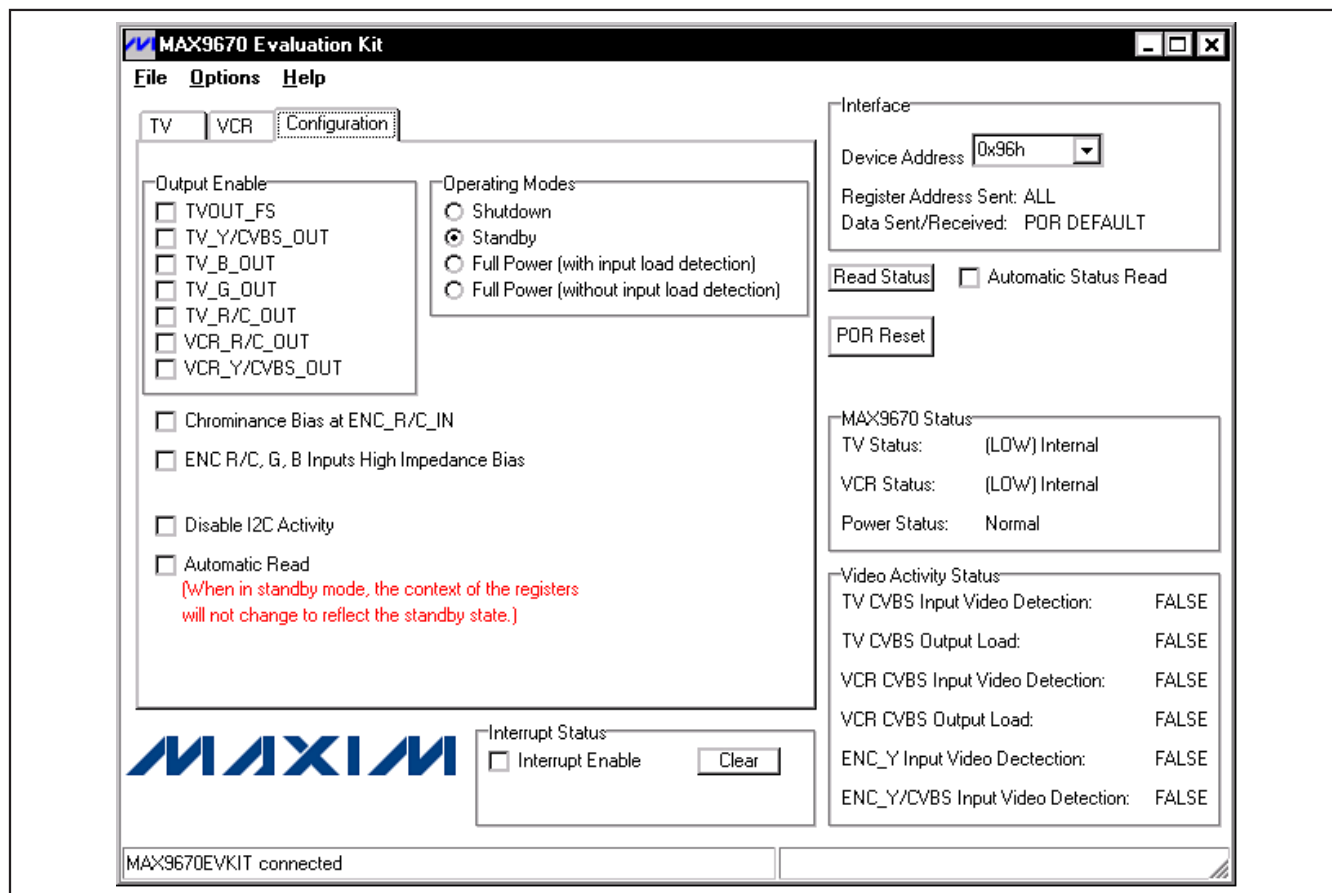 MAX9670 Evaluation Kit
File Options Help
TV VCR Configuration
Output Enable
TVOUT_FS
TV_Y/CVBS_OUT
TV_B_OUT
TV_G_OUT
TV_R/C_OUT
VCR_R/C_OUT
VCR_Y/CVBS_OUT
Operating Modes
Shutdown
Standby
Full Power (with input load detection)
Full Power (without input load detection)
Chrominance Bias at ENC_R/C_IN
ENC R/C, G, B Inputs High Impedance Bias
Disable I2C Activity
Automatic Read
(When in standby mode, the context of the registers
will not change to reflect the standby state.)
MAXIM
Interrupt Status
Interrupt Enable Clear
Interface
Device Address 0x96h
Register Address Sent: ALL
Data Sent/Received: POR DEFAULT
Read Status Automatic Status Read
POR Reset
MAX9670 Status
TV Status: (LOW) Internal
VCR Status: (LOW) Internal
Power Status: Normal
Video Activity Status
TV CVBS Input Video Detection: FALSE
TV CVBS Output Load: FALSE
VCR CVBS Input Video Detection: FALSE
VCR CVBS Output Load: FALSE
ENC_Y Input Video Dectection: FALSE
ENC_Y/CVBS Input Video Detection: FALSE
MAX9670EVKIT connected